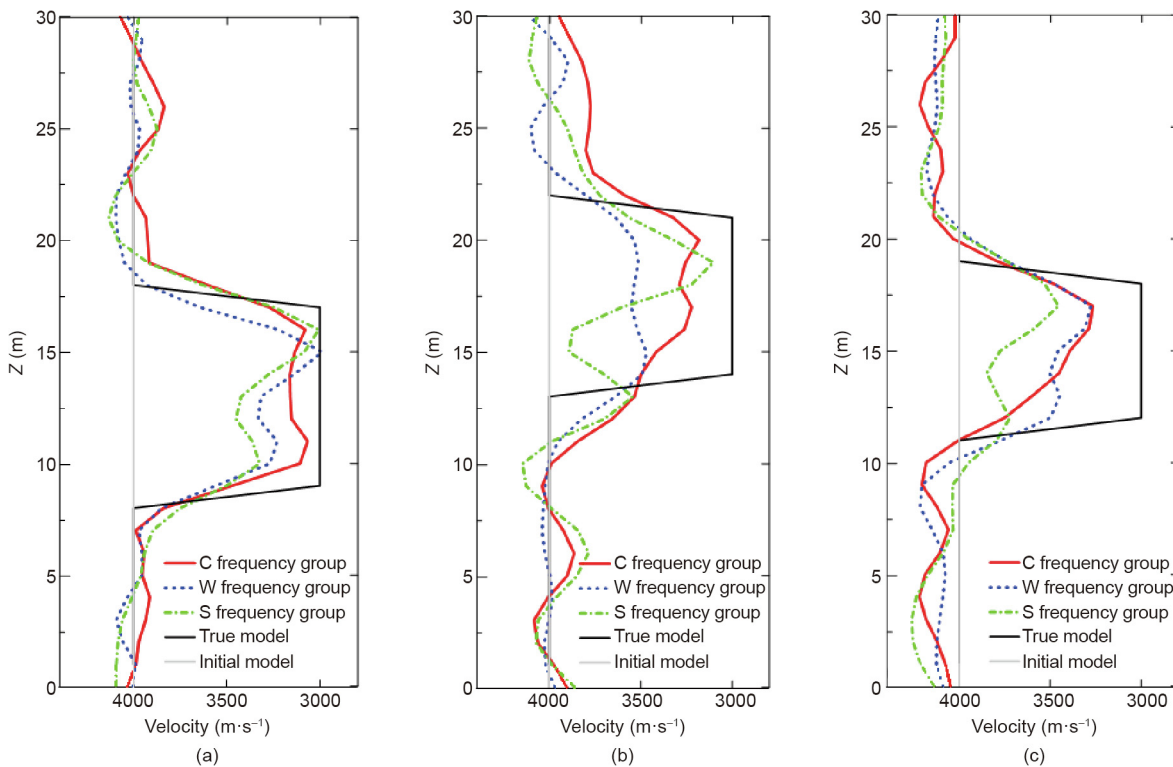 30
25
20
15
10
5
0
Z (m)
C frequency group
W frequency group
S frequency group
True model
Initial model
4000 3500 3000
Velocity (m·s⁻¹)
(a)
30
25
20
15
10
5
0
Z (m)
C frequency group
W frequency group
S frequency group
True model
Initial model
4000 3500 3000
Velocity (m·s⁻¹)
(b)
30
25
20
15
10
5
0
Z (m)
C frequency group
W frequency group
S frequency group
True model
Initial model
4000 3500 3000
Velocity (m·s⁻¹)
(c)